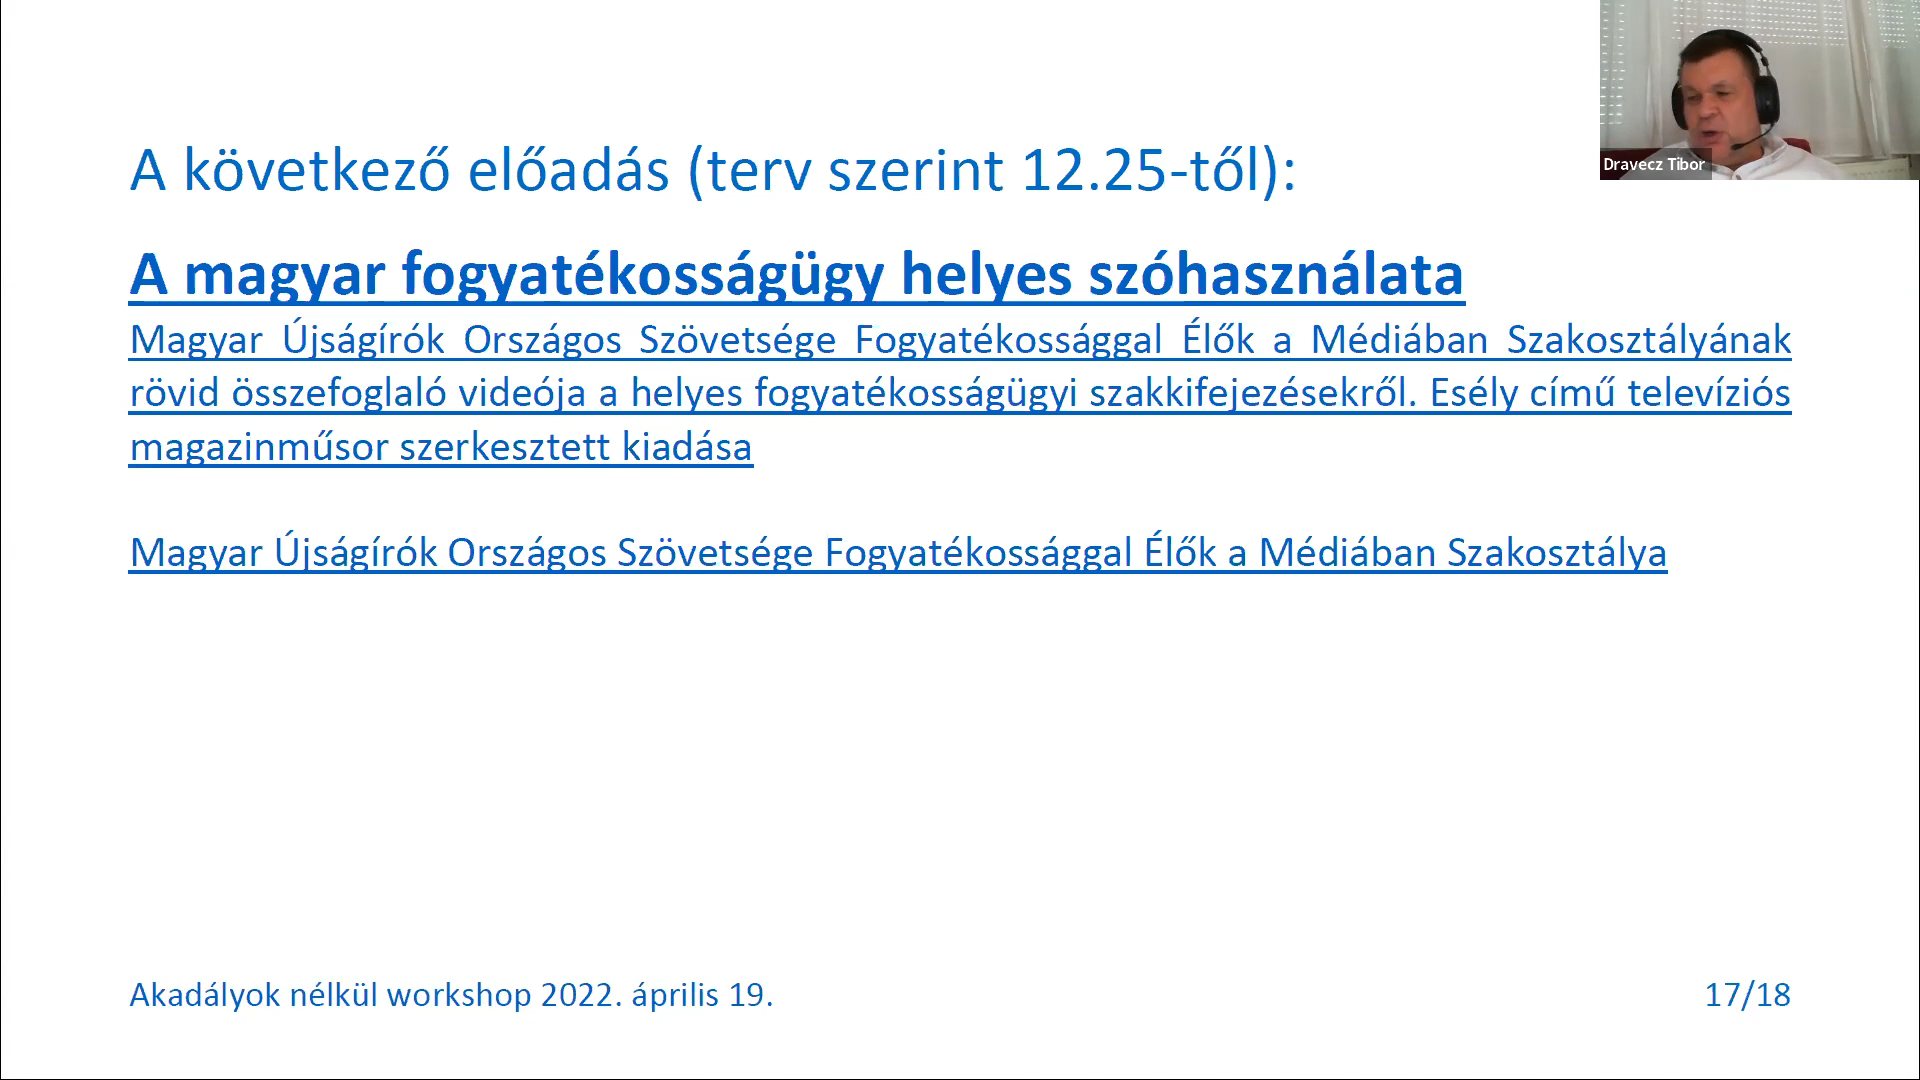 A következő előadás (terv szerint 12.25-től):
A magyar fogyatékosságügy helyes szóhasználata
Magyar Újságírók Országos Szövetsége Fogyatékossággal Élők a Médiában Szakosztályának
rövid összefoglaló videója a helyes fogyatékosságügyi szakkifejezésekről. Esély című televíziós
magazinműsor szerkesztett kiadása
Magyar Újságírók Országos Szövetsége Fogyatékossággal Élők a Médiában Szakosztálya
Akadályok nélkül workshop 2022. április 19.
17/18
Dravecz Tibor